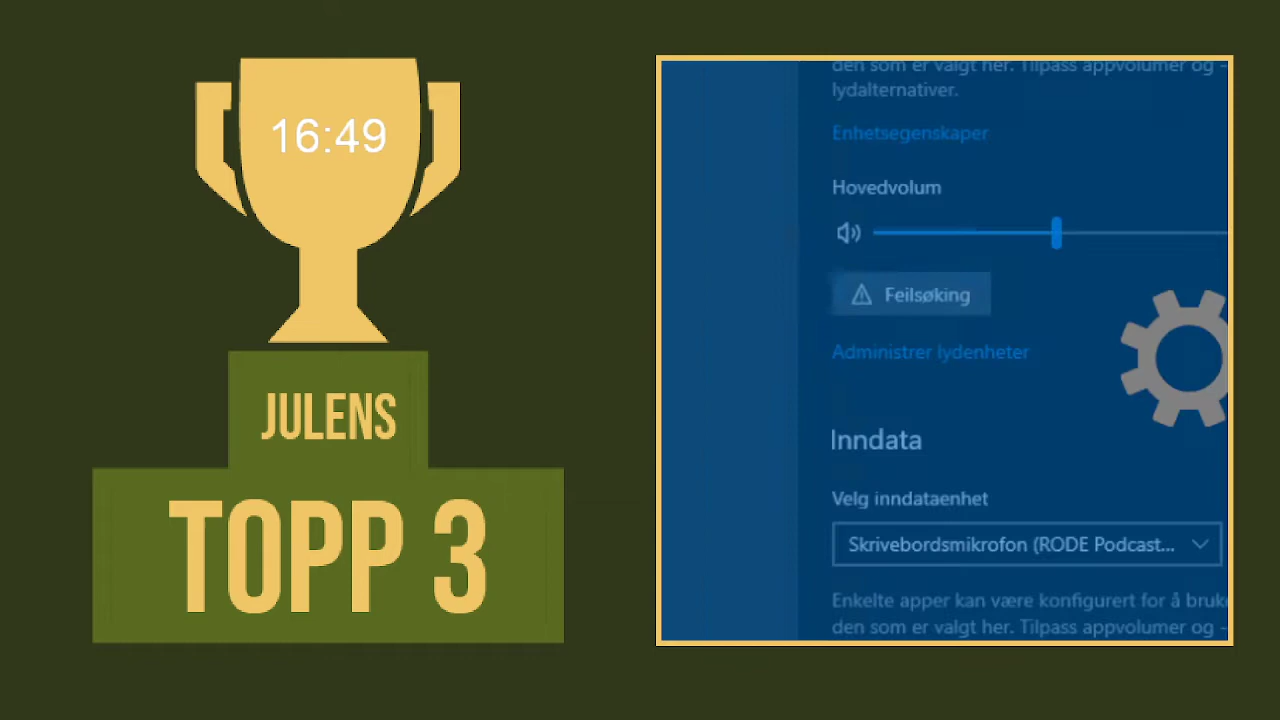 16:49
JULENS
TOPP 3
den som er valgt her. Tilpass appvolumer og -
lydalternativer.
Enhetsegenskaper
Hovedvolum
Feilsøking
Administrer lydenheter
Inndata
Velg inndataenhet
Skrivebordsmikrofon (RODE Podcast...
Enkelte apper kan være konfigurert for å bruke
den som er valgt her. Tilpass appvolumer og -